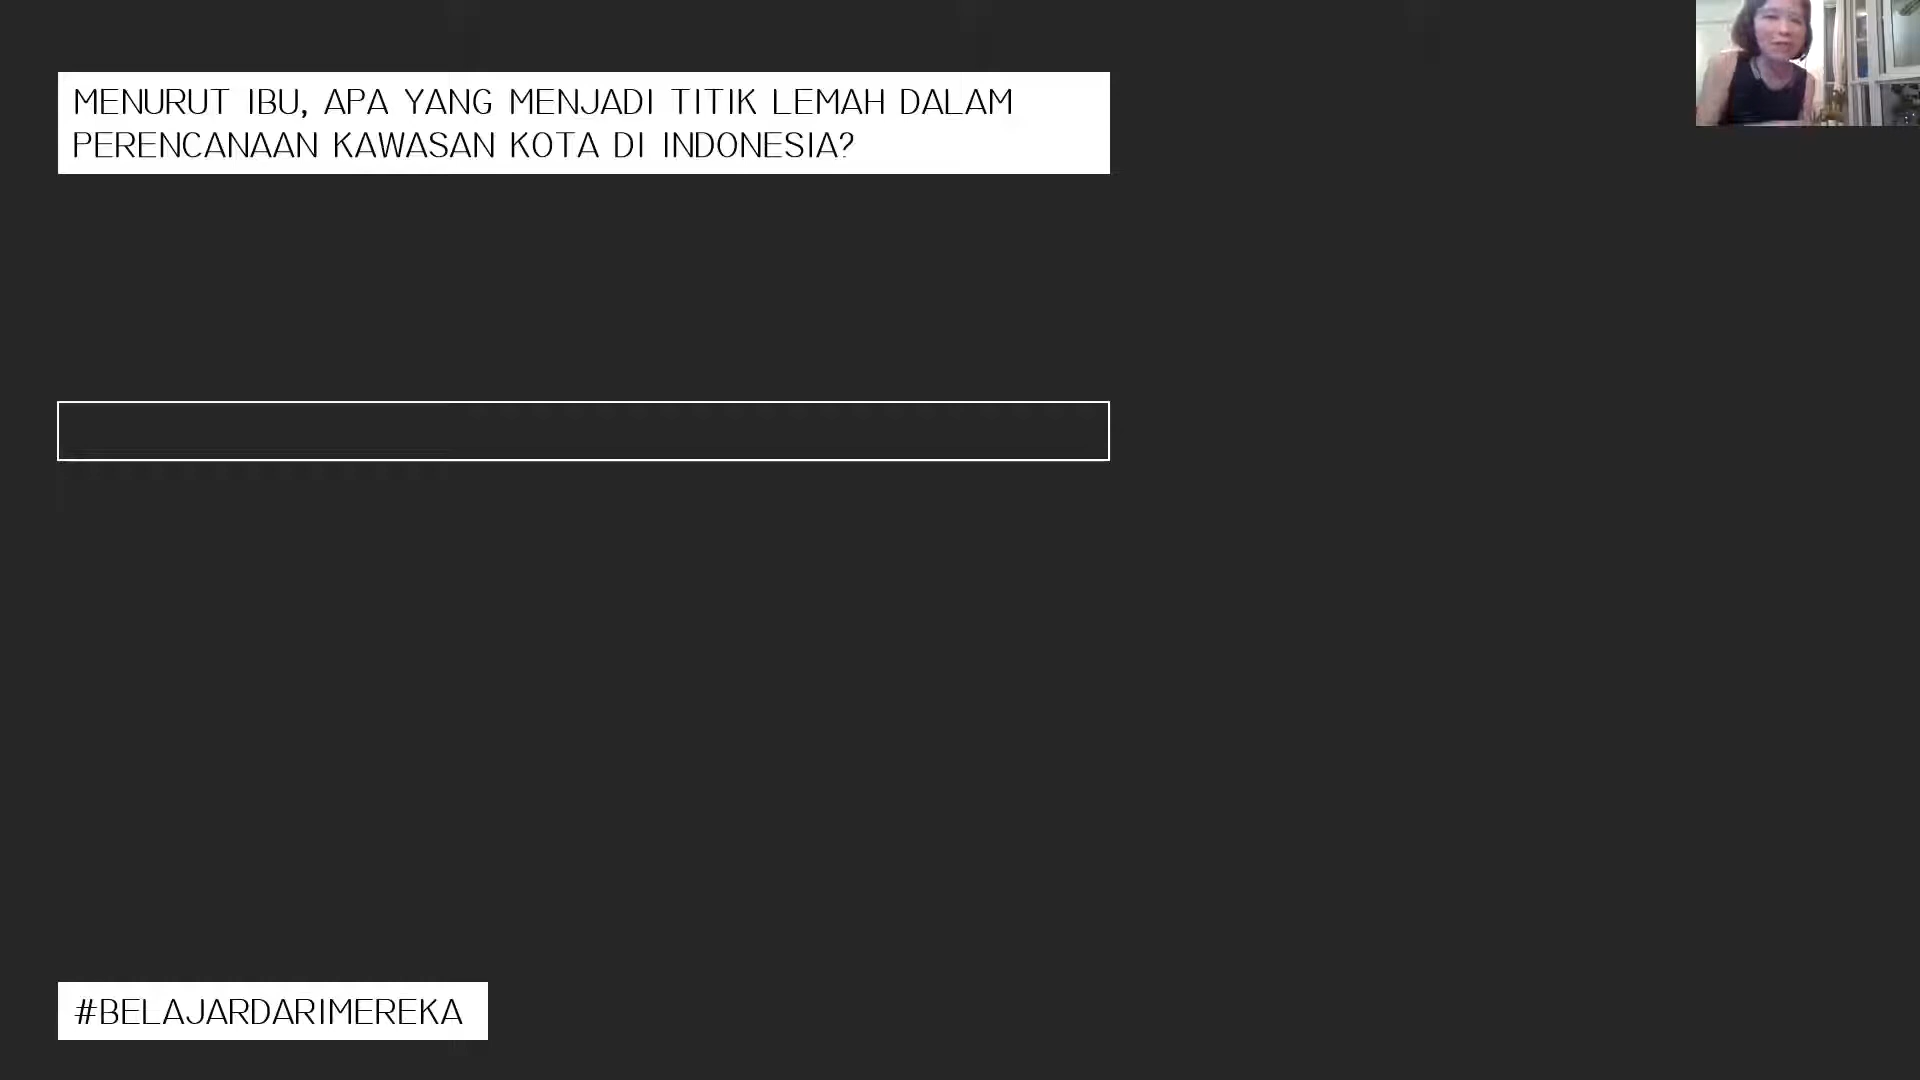 MENURUT IBU, APA YANG MENJADI TITIK LEMAH DALAM
PERENCANAAN KAWASAN KOTA DI INDONESIA?
#BELAJARDARIMEREKA